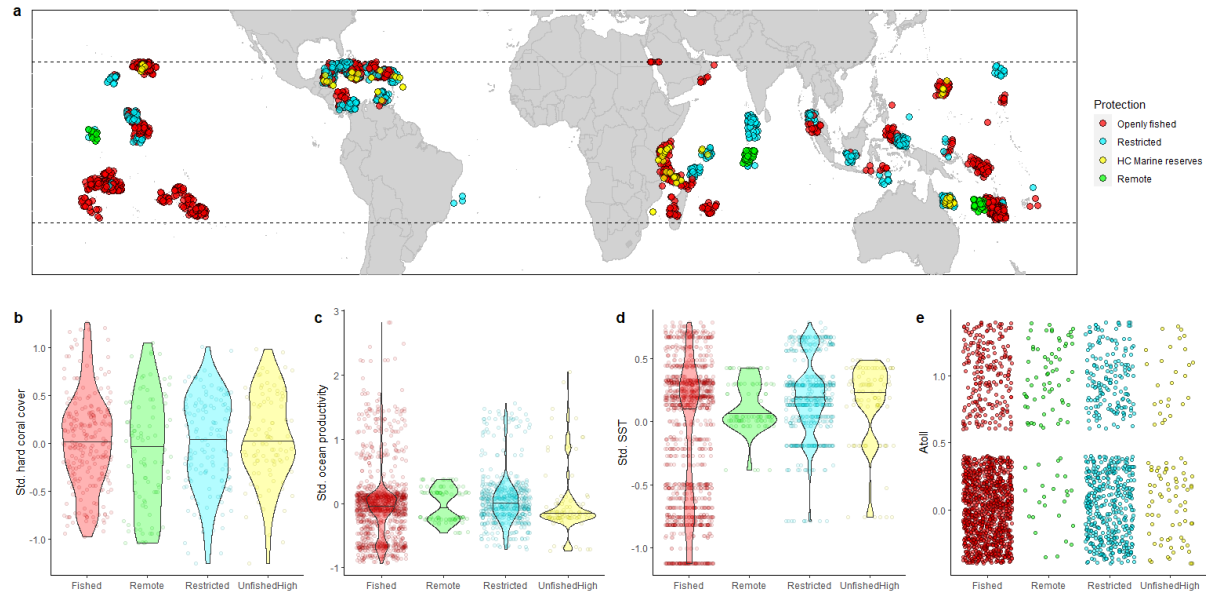 a
Protection
Openly fished
Restricted
HC Marine reserves
Remote
b
Std. hard coral cover
1.0
0.5
0.0
-0.5
-1.0
Fished
Remote
Restricted
UnfishedHigh
c
Std. ocean productivity
3
2
1
0
-1
Fished
Remote
Restricted
UnfishedHigh
d
Std. SST
0.5
0.0
-0.5
-1.0
Fished
Remote
Restricted
UnfishedHigh
e
Atoll
1.0
0.5
0.0
Fished
Remote
Restricted
UnfishedHigh